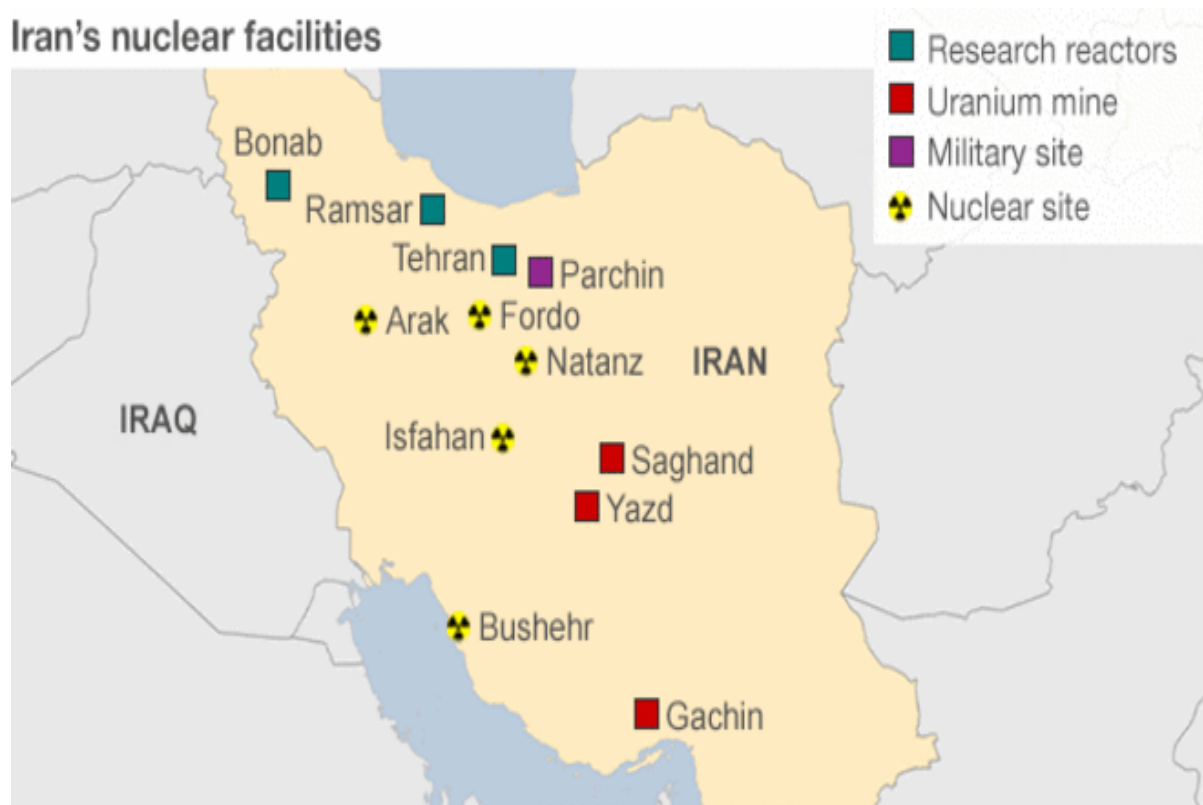 Iran's nuclear facilities
Research reactors
Uranium mine
Military site
Nuclear site
Bonab
Ramsar
Tehran
Parchin
Arak
Fordo
Natanz
IRAN
IRAQ
Isfahan
Saghand
Yazd
Bushehr
Gachin